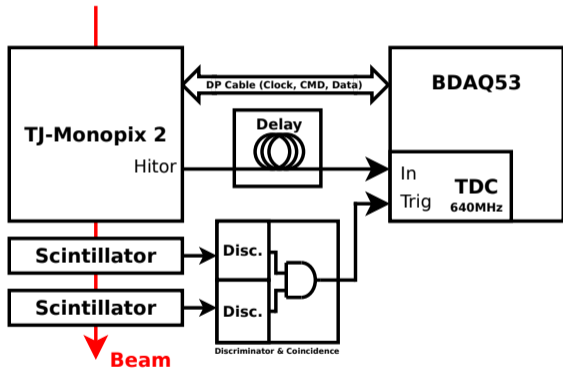 DP Cable (Clock, CMD, Data)
BDAQ53
TJ-Monopix 2
Delay
Hitor
In
Trig
TDC
640MHz
Scintillator
Disc.
Scintillator
Disc.
Discriminator & Coincidence
Beam